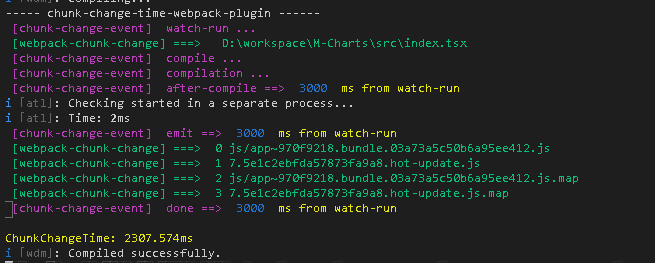 i ｢wdm｣: Compiling...
----- chunk-change-time-webpack-plugin ------
[chunk-change-event] watch-run ...
[webpack-chunk-change] ===> D:\workspace\M-Charts\src\index.tsx
[chunk-change-event] compile ...
[chunk-change-event] compilation ...
[chunk-change-event] after-compile ==> 3000 ms from watch-run
i ｢atl｣: Checking started in a separate process...
i ｢atl｣: Time: 2ms
[chunk-change-event] emit ==> 3000 ms from watch-run
[webpack-chunk-change] ===> 0 js/app~970f9218.bundle.03a73a5c50b6a95ee412.js
[webpack-chunk-change] ===> 1 7.5e1c2ebfda57873fa9a8.hot-update.js
[webpack-chunk-change] ===> 2 js/app~970f9218.bundle.03a73a5c50b6a95ee412.js.map
[webpack-chunk-change] ===> 3 7.5e1c2ebfda57873fa9a8.hot-update.js.map
[chunk-change-event] done ==> 3000 ms from watch-run
ChunkChangeTime: 2307.574ms
i ｢wdm｣: Compiled successfully.